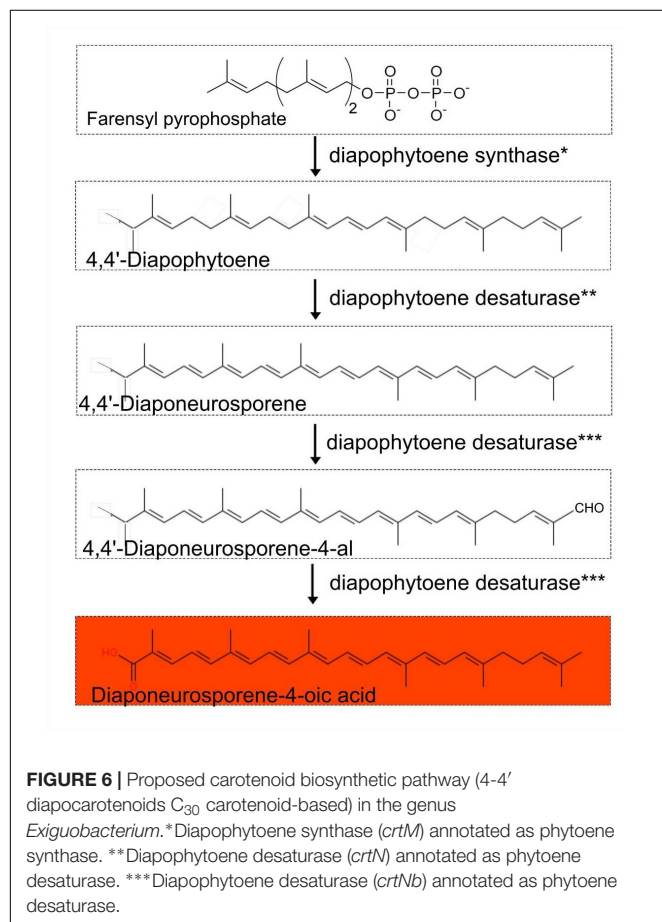 O O
O-P-O-P-O⁻
2 O⁻ O⁻
Farensyl pyrophosphate
diapophytoene synthase*
4,4'-Diapophytoene
diapophytoene desaturase**
4,4'-Diaponeurosporene
diapophytoene desaturase***
CHO
4,4'-Diaponeurosporene-4-al
diapophytoene desaturase***
HO
O
Diaponeurosporene-4-oic acid
FIGURE 6 | Proposed carotenoid biosynthetic pathway (4-4′
diapocarotenoids C₃₀ carotenoid-based) in the genus
Exiguobacterium.*Diapophytoene synthase (crtM) annotated as phytoene
synthase. **Diapophytoene desaturase (crtN) annotated as phytoene
desaturase. ***Diapophytoene desaturase (crtNb) annotated as phytoene
desaturase.